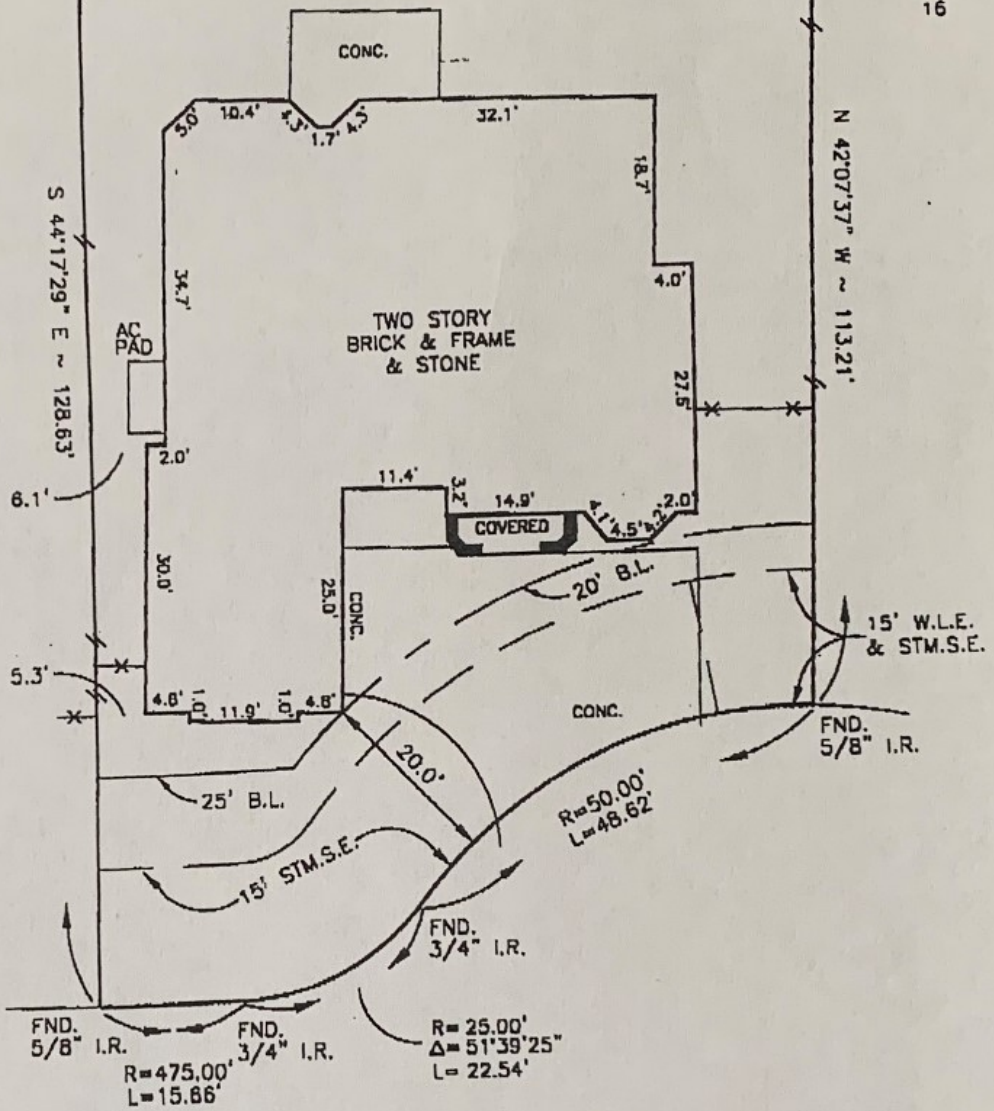 16
CONC.
5.0'
10.4'
4.3'
1.7'
4.3'
32.1'
18.7'
N 42°07'37" W ~ 113.21'
S 44°17'29" E ~ 128.63'
34.7'
4.0'
TWO STORY
BRICK & FRAME
& STONE
AC
PAD
27.5'
2.0'
6.1'
11.4'
3.2'
14.9'
4.1'
4.5'
4.2'
2.0'
COVERED
30.0'
25.0'
CONC.
20' B.L.
15' W.L.E.
& STM.S.E.
5.3'
4.8'
1.0'
11.9'
1.0'
4.8'
CONC.
FND.
5/8" I.R.
20.0'
25' B.L.
R=50.00'
L=48.62'
15' STM.S.E.
FND.
3/4" I.R.
FND.
5/8" I.R.
FND.
3/4" I.R.
R=475.00'
L=15.66'
R= 25.00'
Δ= 51°39'25"
L= 22.54'